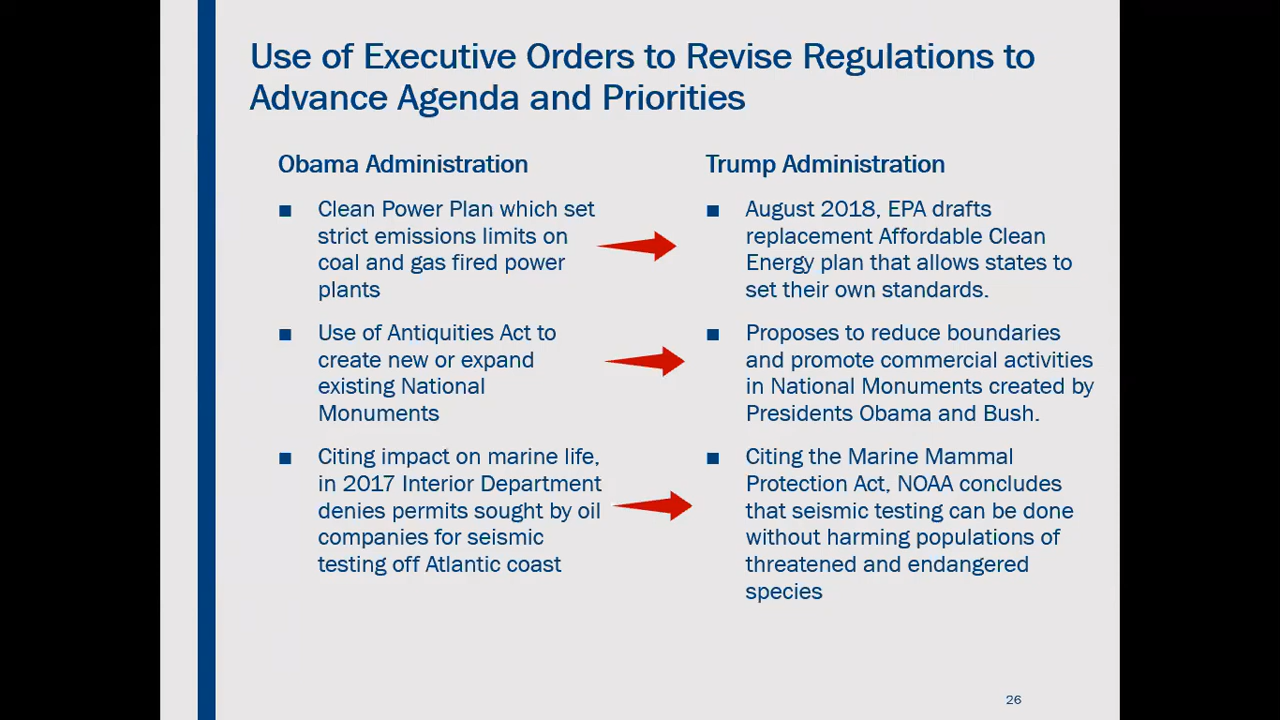 Use of Executive Orders to Revise Regulations to
Advance Agenda and Priorities
Obama Administration
Clean Power Plan which set
strict emissions limits on
coal and gas fired power
plants
Use of Antiquities Act to
create new or expand
existing National
Monuments
Citing impact on marine life,
in 2017 Interior Department
denies permits sought by oil
companies for seismic
testing off Atlantic coast
Trump Administration
August 2018, EPA drafts
replacement Affordable Clean
Energy plan that allows states to
set their own standards.
Proposes to reduce boundaries
and promote commercial activities
in National Monuments created by
Presidents Obama and Bush.
Citing the Marine Mammal
Protection Act, NOAA concludes
that seismic testing can be done
without harming populations of
threatened and endangered
species
26